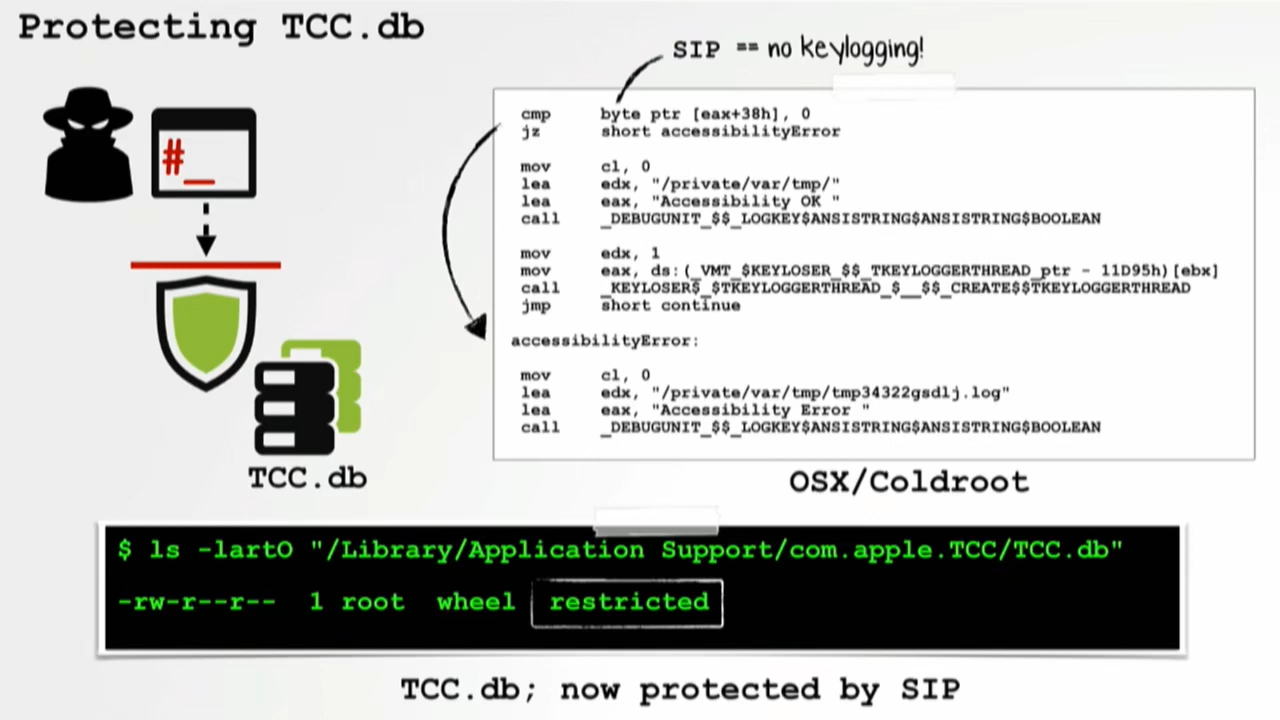 Protecting TCC.db
SIP == no keylogging!
#_
cmp byte ptr [eax+38h], 0
jz short accessibilityError
mov cl, 0
lea edx, "/private/var/tmp/"
lea eax, "Accessibility OK "
call _DEBUGUNIT_$$_LOGKEY$ANSISTRING$ANSISTRING$BOOLEAN
mov edx, 1
mov eax, ds:(_VMT_$KEYLOSER_$$_TKEYLOGGERTHREAD_ptr - 11D95h)[ebx]
call _KEYLOSER$_$TKEYLOGGERTHREAD_$__$$_CREATE$$TKEYLOGGERTHREAD
jmp short continue
accessibilityError:
mov cl, 0
lea edx, "/private/var/tmp/tmp34322gsdlj.log"
lea eax, "Accessibility Error "
call _DEBUGUNIT_$$_LOGKEY$ANSISTRING$ANSISTRING$BOOLEAN
TCC.db
OSX/Coldroot
$ ls -lartO "/Library/Application Support/com.apple.TCC/TCC.db"
-rw-r--r-- 1 root wheel restricted
TCC.db; now protected by SIP